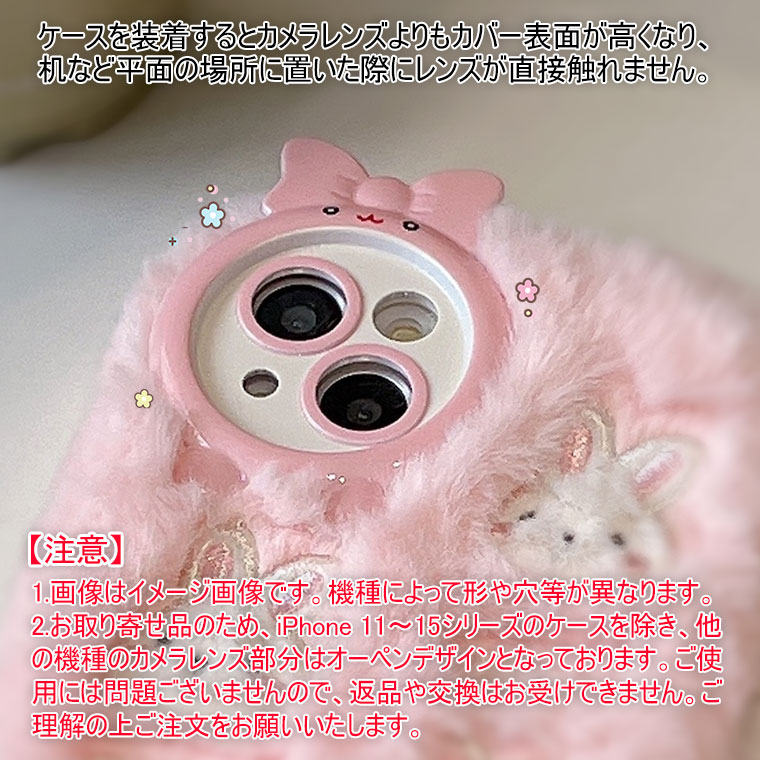 ケースを装着するとカメラレンズよりもカバー表面が高くなり、
机など平面の場所に置いた際にレンズが直接触れません。
【注意】
1.画像はイメージ画像です。機種によって形や穴等が異なります。
2.お取り寄せ品のため、iPhone 11～15シリーズのケースを除き、他
の機種のカメラレンズ部分はオーペンデザインとなっております。ご使
用には問題ございませんので、返品や交換はお受けできません。ご
理解の上ご注文をお願いいたします。